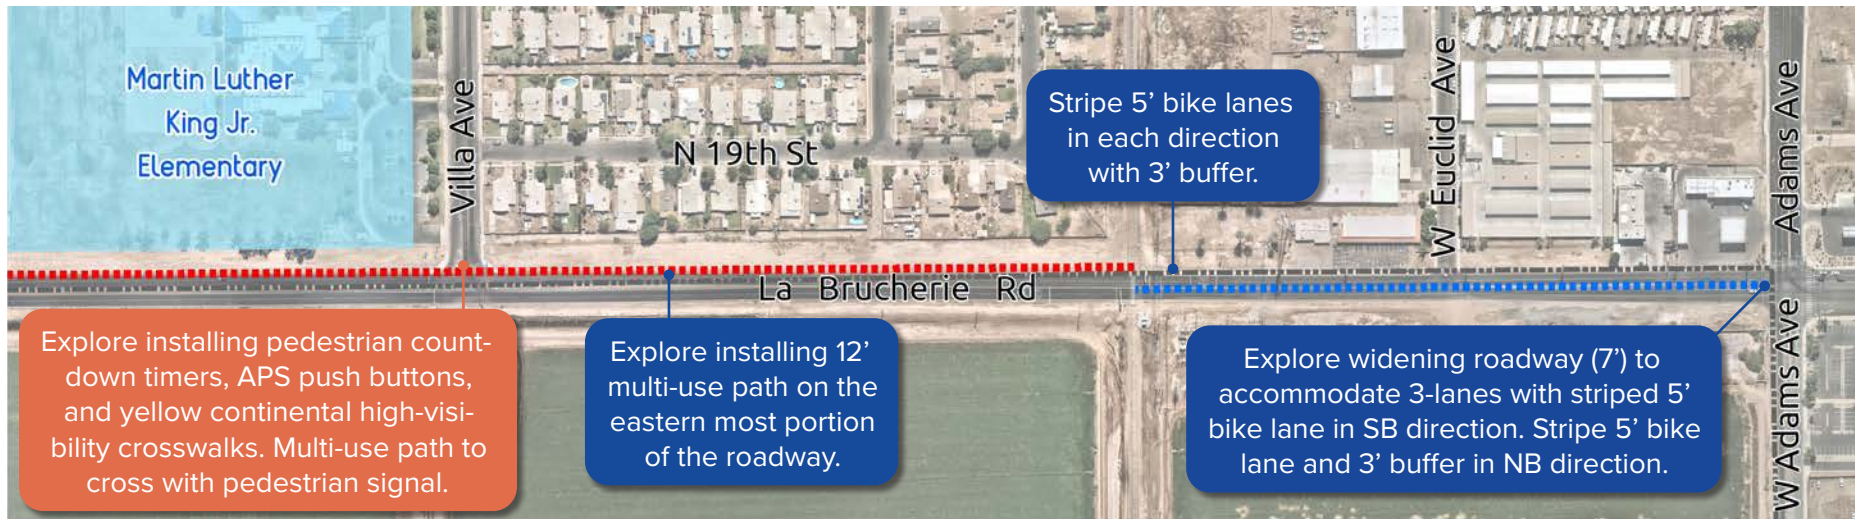 Martin Luther
King Jr.
Elementary
Villa Ave
N 19th St
Stripe 5’ bike lanes
in each direction
with 3’ buffer.
W Euclid Ave
Adams Ave
La Brucherie Rd
Explore installing pedestrian count-
down timers, APS push buttons,
and yellow continental high-visi-
bility crosswalks. Multi-use path to
cross with pedestrian signal.
Explore installing 12’
multi-use path on the
eastern most portion
of the roadway.
Explore widening roadway (7’) to
accommodate 3-lanes with striped 5’
bike lane in SB direction. Stripe 5’ bike
lane and 3’ buffer in NB direction.
W Adams Ave